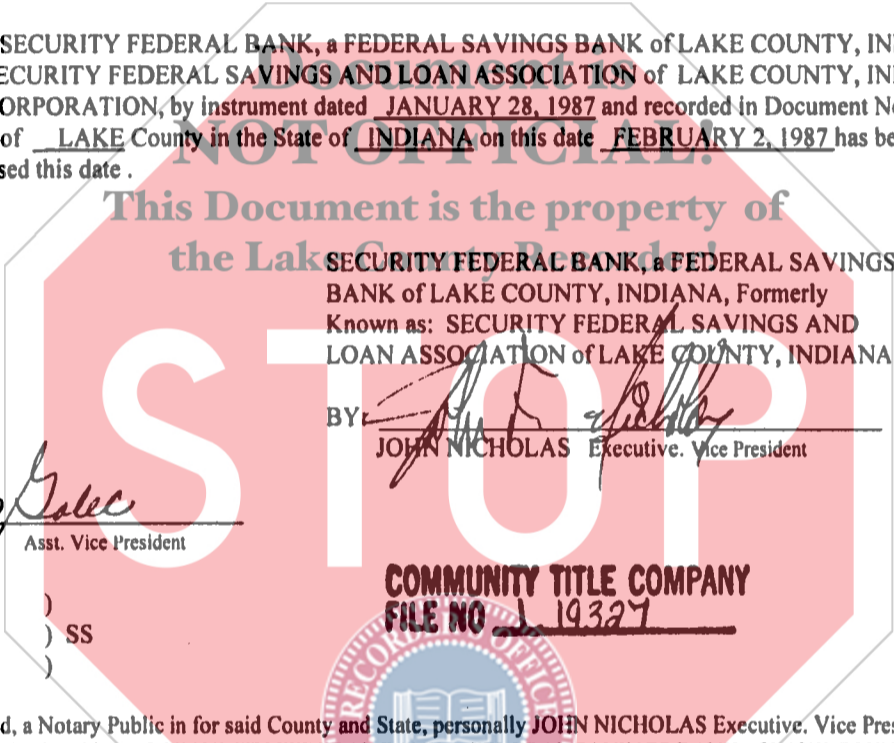 SECURITY FEDERAL BANK, a FEDERAL SAVINGS BANK of LAKE COUNTY, IN
ECURITY FEDERAL SAVINGS AND LOAN ASSOCIATION of LAKE COUNTY, IN
ORPORATION, by instrument dated JANUARY 28, 1987 and recorded in Document N
of LAKE County in the State of INDIANA on this date FEBRUARY 2, 1987 has be
sed this date .
Document is
NOT OFFICIAL!
This Document is the property of
the Lake County Recorder!
SECURITY FEDERAL BANK, a FEDERAL SAVINGS
BANK of LAKE COUNTY, INDIANA, Formerly
Known as: SECURITY FEDERAL SAVINGS AND
LOAN ASSOCIATION of LAKE COUNTY, INDIANA
BY:
JOHN NICHOLAS Executive. Vice President
STOP
Golec
Asst. Vice President
COMMUNITY TITLE COMPANY
FILE NO 19327
)
) SS
)
RECORDER'S OFFICE
d, a Notary Public in for said County and State, personally JOHN NICHOLAS Executive. Vice Pres